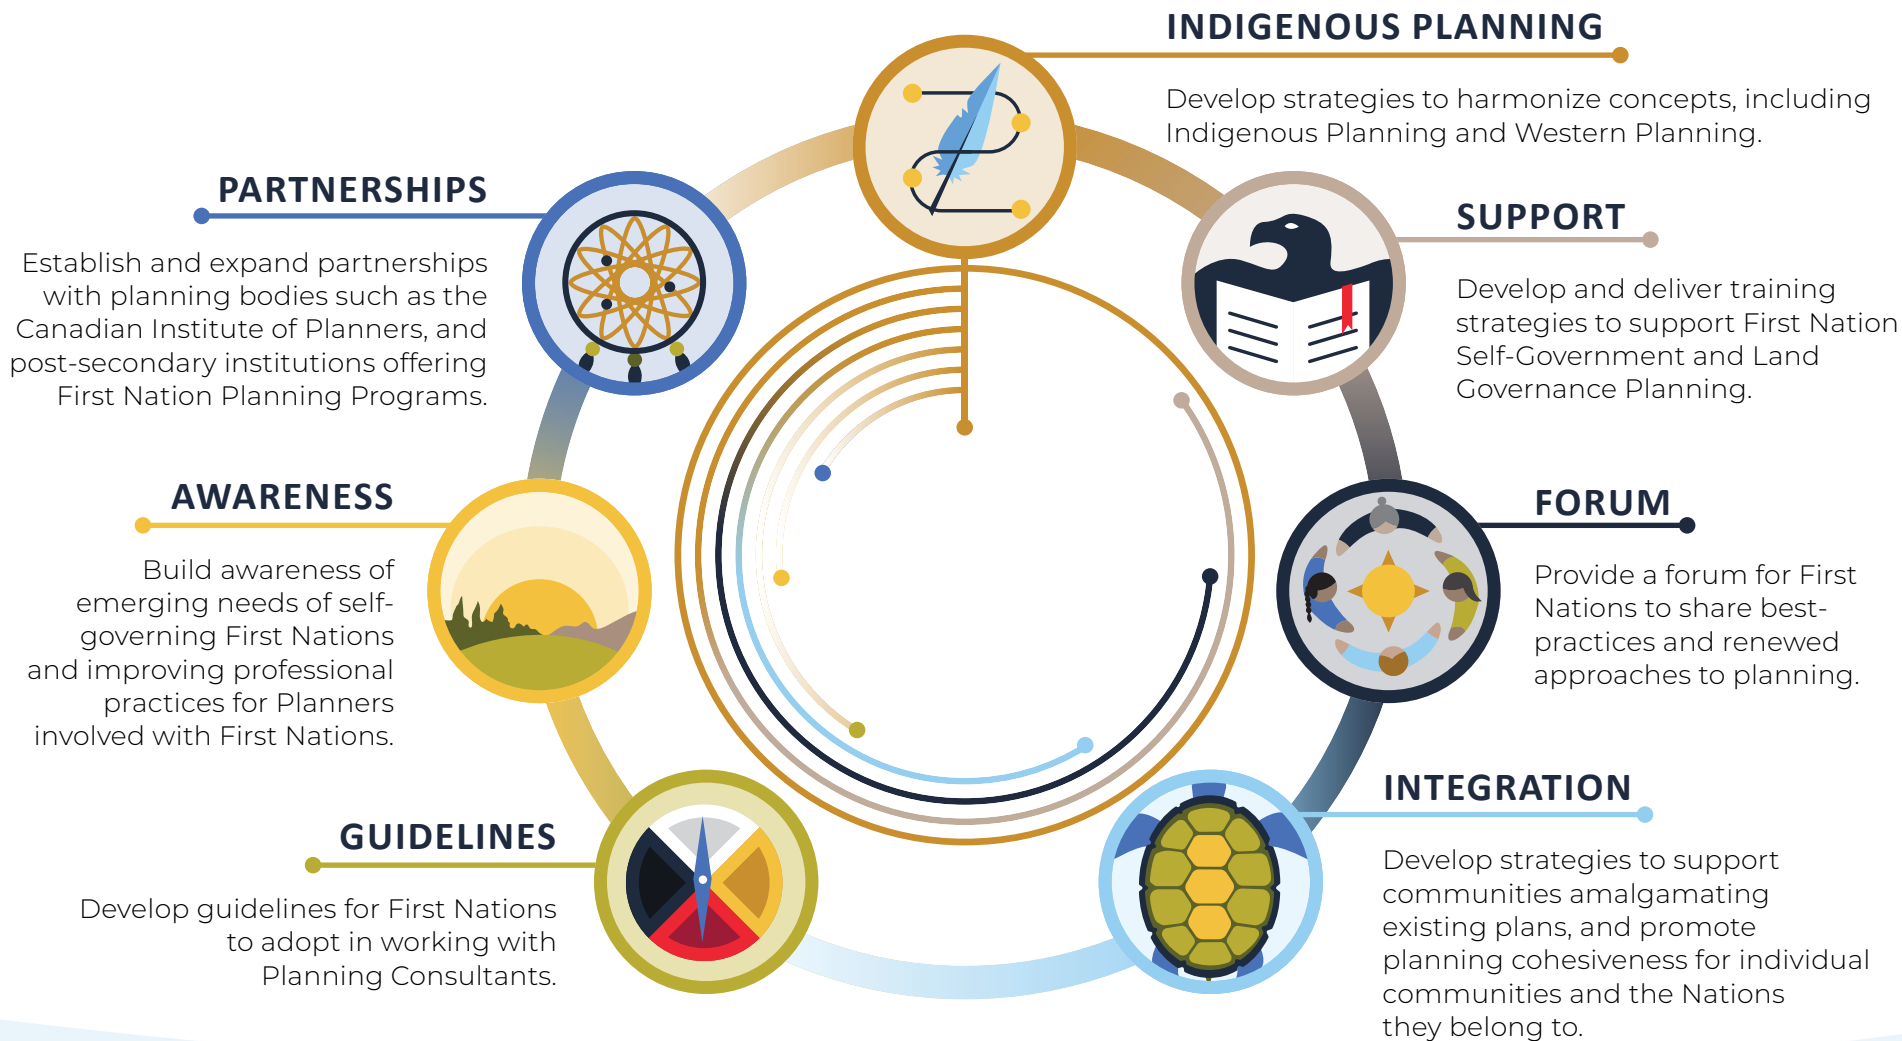 INDIGENOUS PLANNING
Develop strategies to harmonize concepts, including
Indigenous Planning and Western Planning.
SUPPORT
Develop and deliver training
strategies to support First Nation
Self-Government and Land
Governance Planning.
FORUM
Provide a forum for First
Nations to share best-
practices and renewed
approaches to planning.
INTEGRATION
Develop strategies to support
communities amalgamating
existing plans, and promote
planning cohesiveness for individual
communities and the Nations
they belong to.
GUIDELINES
Develop guidelines for First Nations
to adopt in working with
Planning Consultants.
AWARENESS
Build awareness of
emerging needs of self-
governing First Nations
and improving professional
practices for Planners
involved with First Nations.
PARTNERSHIPS
Establish and expand partnerships
with planning bodies such as the
Canadian Institute of Planners, and
post-secondary institutions offering
First Nation Planning Programs.